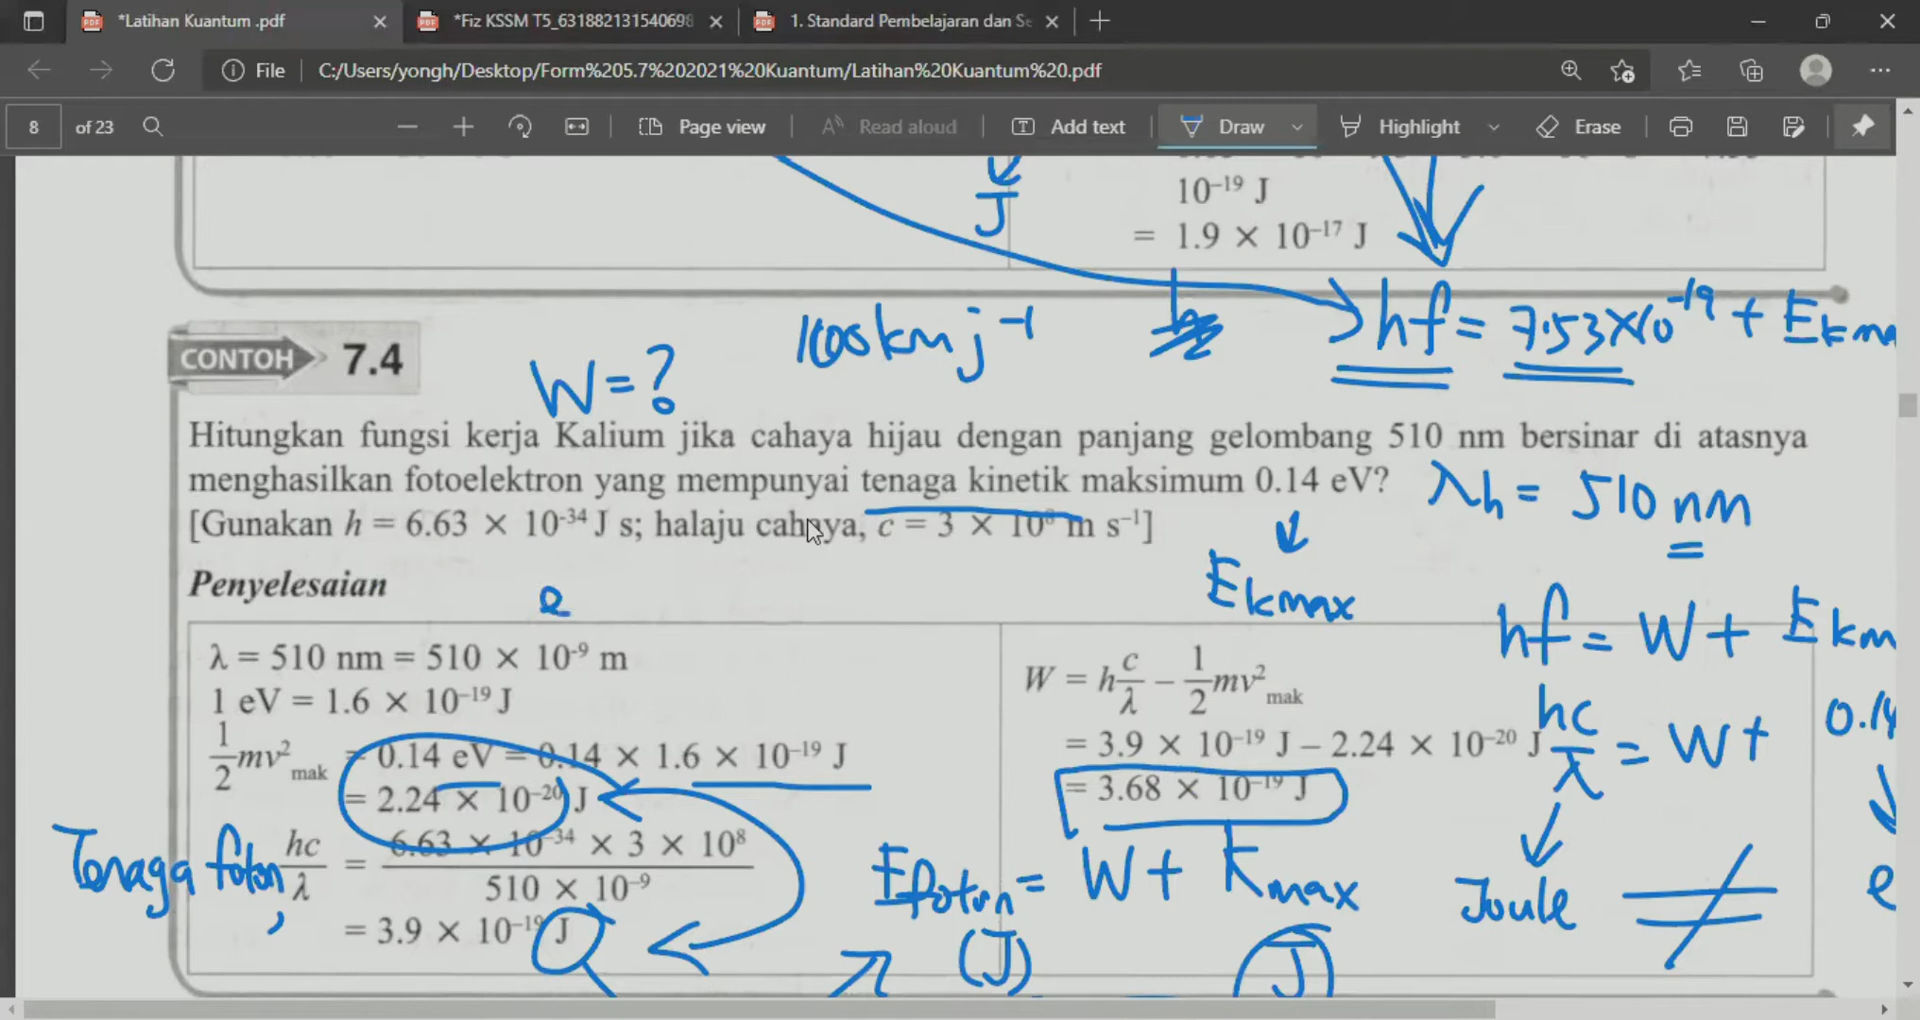 *Latihan Kuantum .pdf
*Fiz KSSM T5_631882131540698
1. Standard Pembelajaran dan Se
File
C:/Users/yongh/Desktop/Form%205.7%202021%20Kuantum/Latihan%20Kuantum%20.pdf
8 of 23
Page view
Read aloud
Add text
Draw
Highlight
Erase
J
10⁻¹⁹ J
= 1.9 × 10⁻¹⁷ J
hf = 7.53×10⁻¹⁹ + Ekma
100 km j⁻¹
CONTOH 7.4
W = ?
Hitungkan fungsi kerja Kalium jika cahaya hijau dengan panjang gelombang 510 nm bersinar di atasnya
menghasilkan fotoelektron yang mempunyai tenaga kinetik maksimum 0.14 eV?
λh = 510 nm
[Gunakan h = 6.63 × 10⁻³⁴ J s; halaju cahaya, c = 3 × 10⁸ m s⁻¹]
Ekmax
Penyelesaian
hf = W + Ekm
λ = 510 nm = 510 × 10⁻⁹ m
1 eV = 1.6 × 10⁻¹⁹ J
½mv²mak = 0.14 eV = 0.14 × 1.6 × 10⁻¹⁹ J
= 2.24 × 10⁻²⁰ J
Tenaga foton, hc/λ = 6.63 × 10⁻³⁴ × 3 × 10⁸ / 510 × 10⁻⁹
= 3.9 × 10⁻¹⁹ J
W = h c/λ − ½mv²mak
= 3.9 × 10⁻¹⁹ J – 2.24 × 10⁻²⁰ J
= 3.68 × 10⁻¹⁹ J
hc/λ = W + 0.14
Joule ≠ e
Efoton = W + Kmax
(J)
J